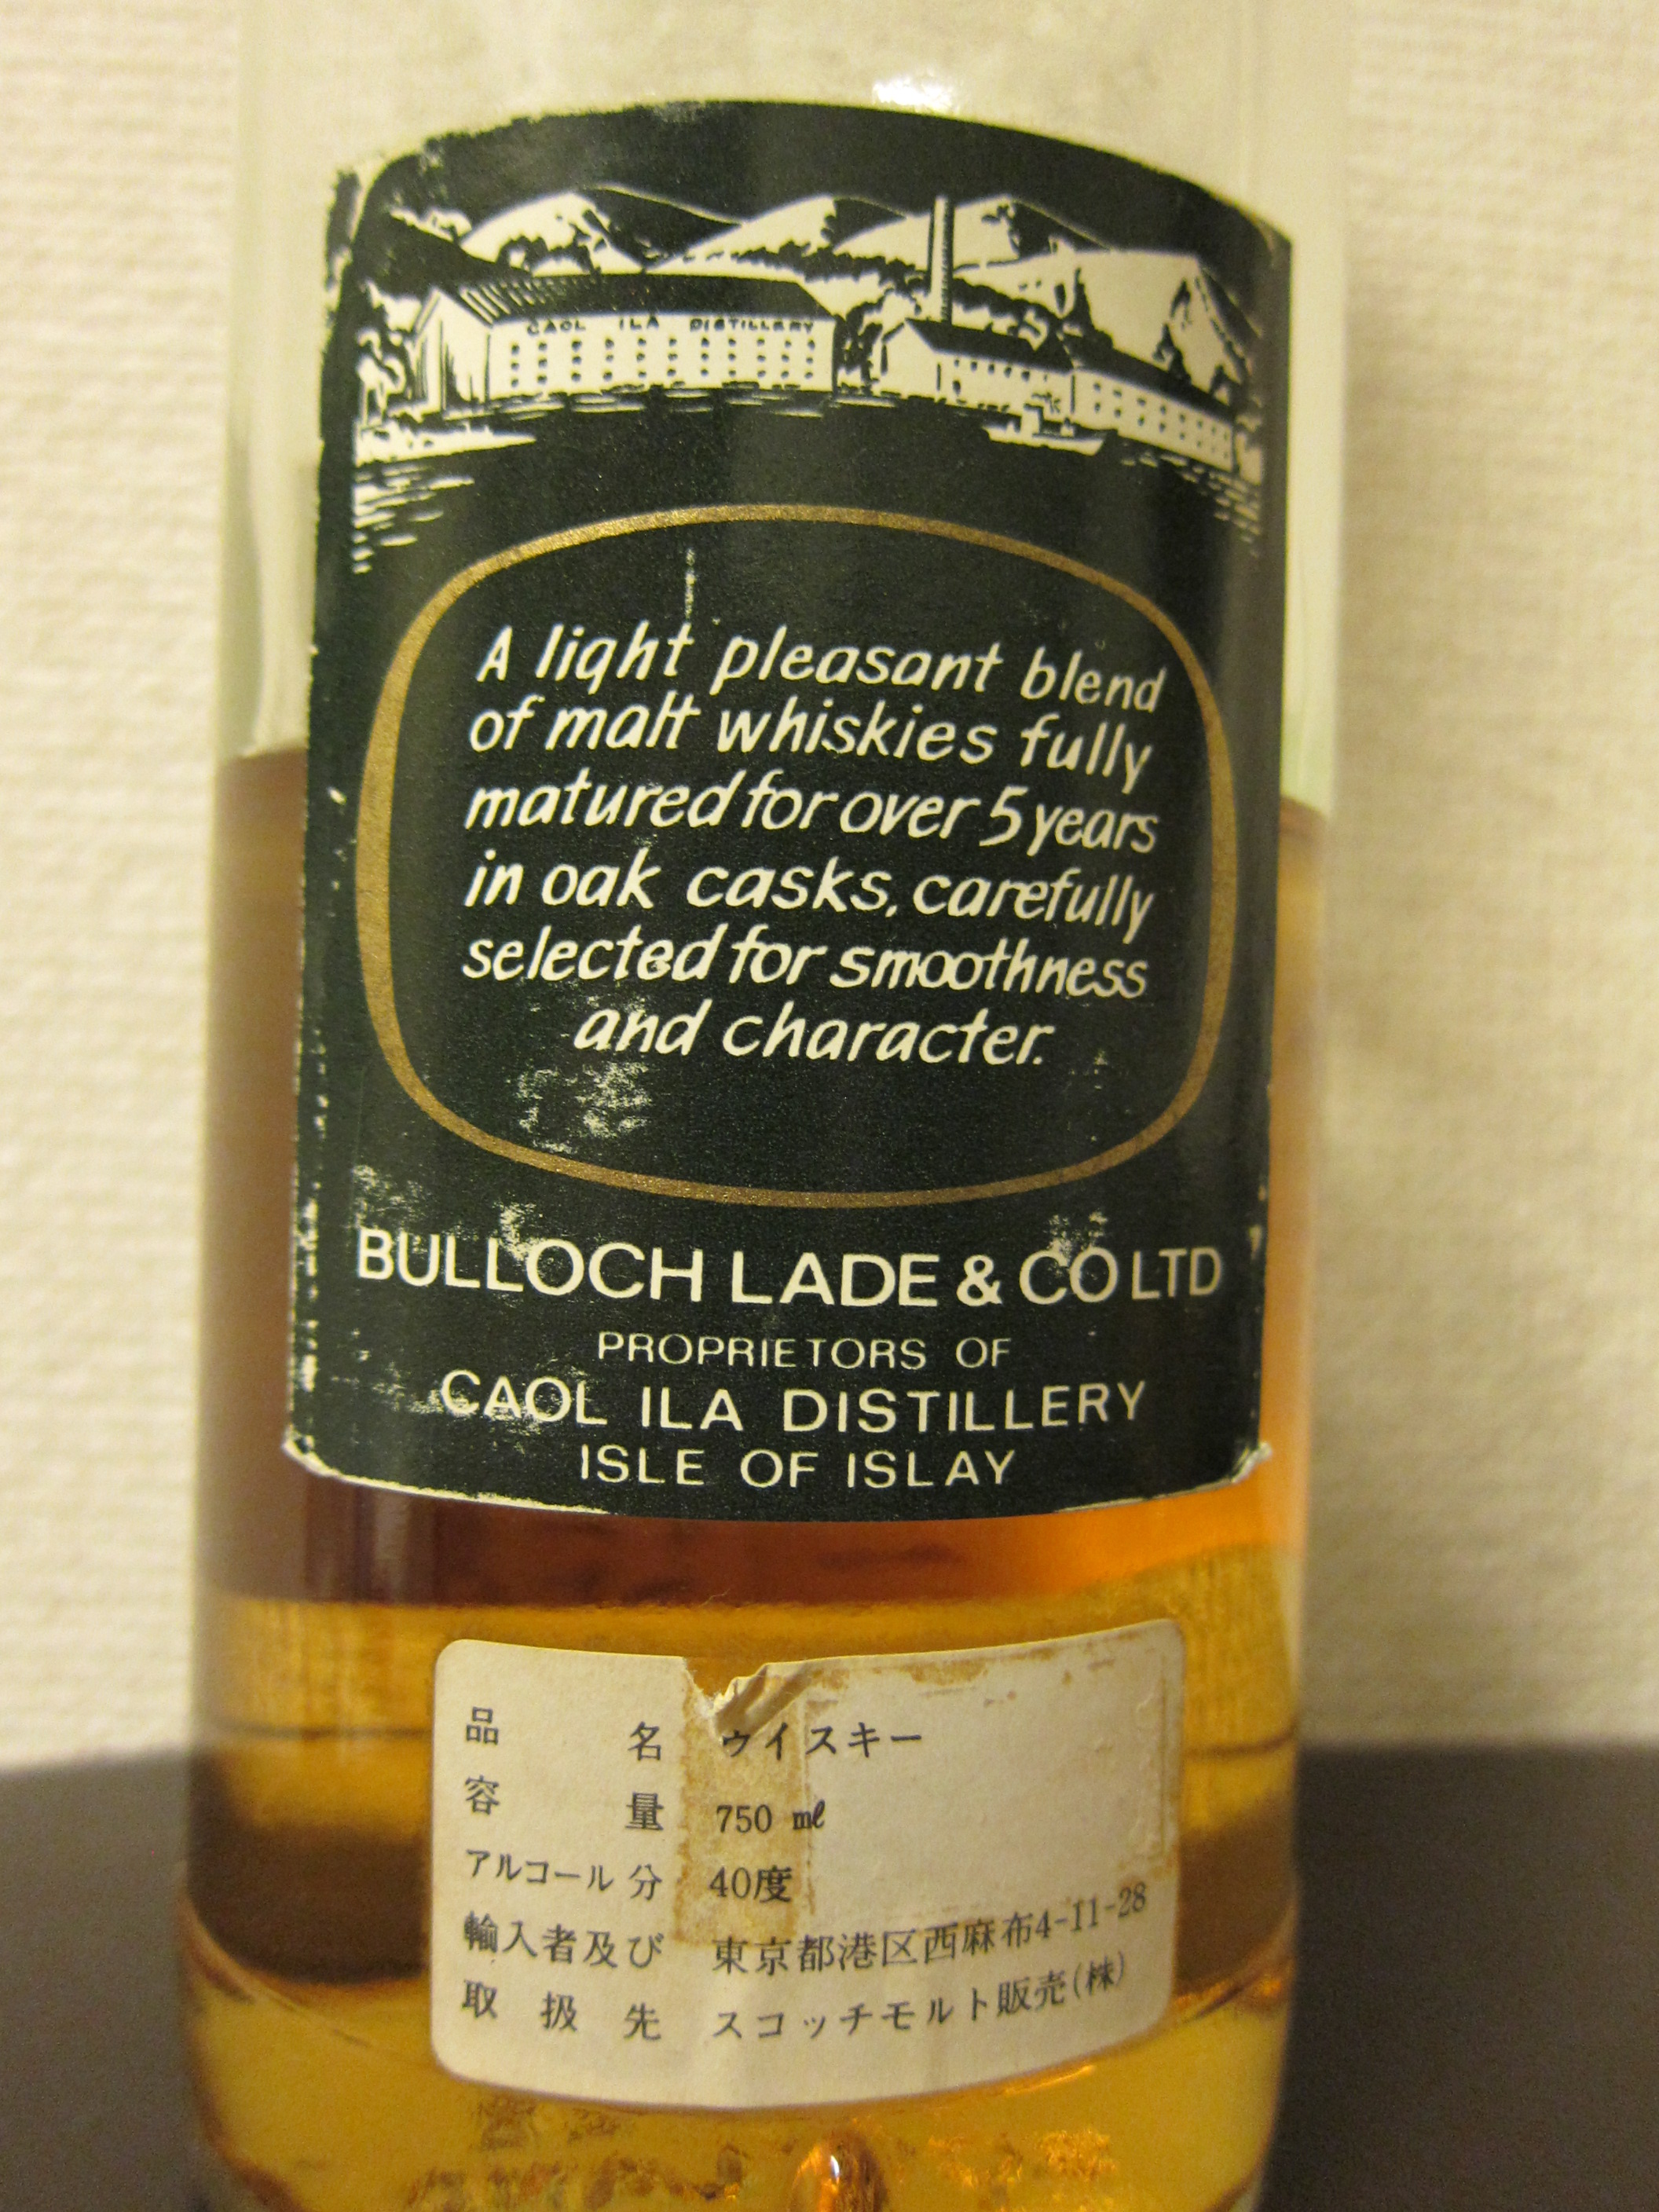 CAOL ILA DISTILLERY
A light pleasant blend
of malt whiskies fully
matured for over 5 years
in oak casks, carefully
selected for smoothness
and character.
BULLOCH LADE & CO LTD
PROPRIETORS OF
CAOL ILA DISTILLERY
ISLE OF ISLAY
品名 ゥイスキー
容量 750 ㎖
アルコール分 40度
輸入者及び 東京都港区西麻布4-11-28
取扱先 スコッチモルト販売(株)